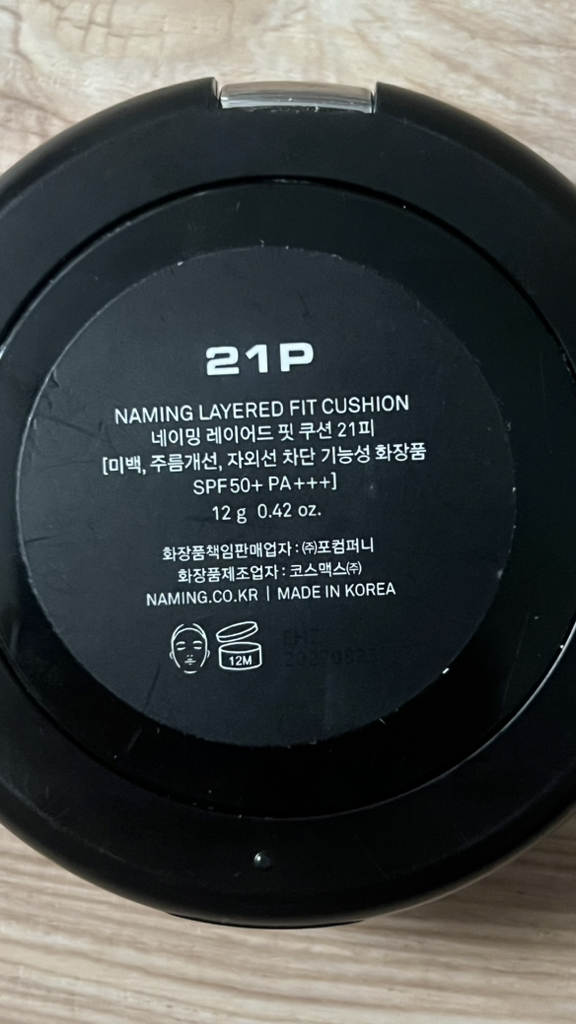 21P
NAMING LAYERED FIT CUSHION
네이밍 레이어드 핏 쿠션 21피
[미백, 주름개선, 자외선 차단 기능성 화장품
SPF50+ PA+++]
12 g 0.42 oz.
화장품책임판매업자 : ㈜포컴퍼니
화장품제조업자 : 코스맥스㈜
NAMING.CO.KR | MADE IN KOREA
12M